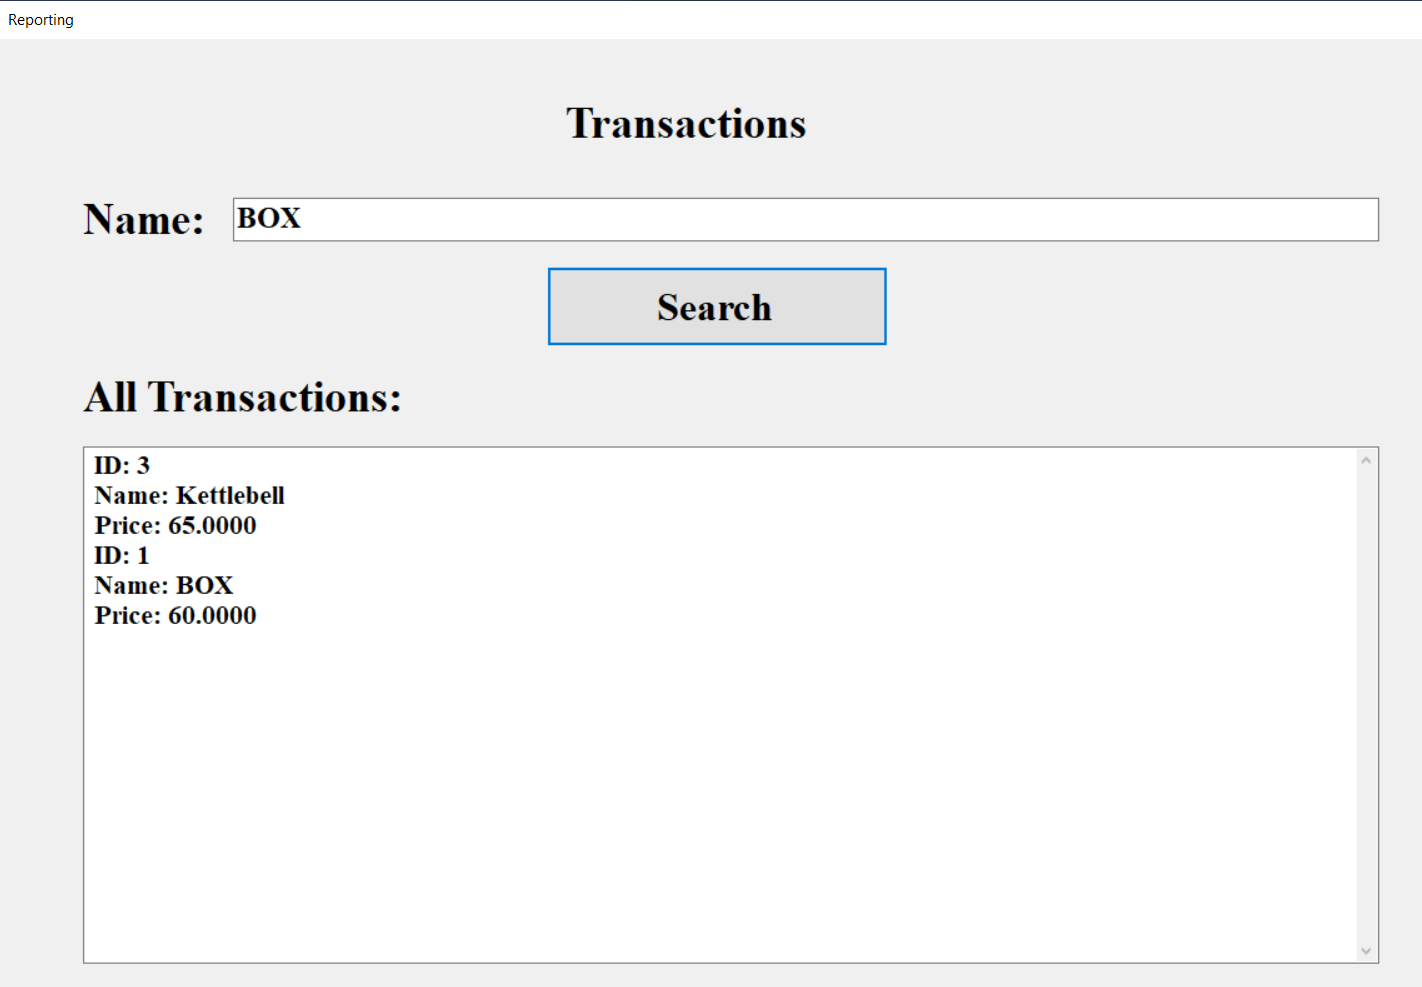 Reporting
Transactions
Name: BOX
Search
All Transactions:
ID: 3
Name: Kettlebell
Price: 65.0000
ID: 1
Name: BOX
Price: 60.0000